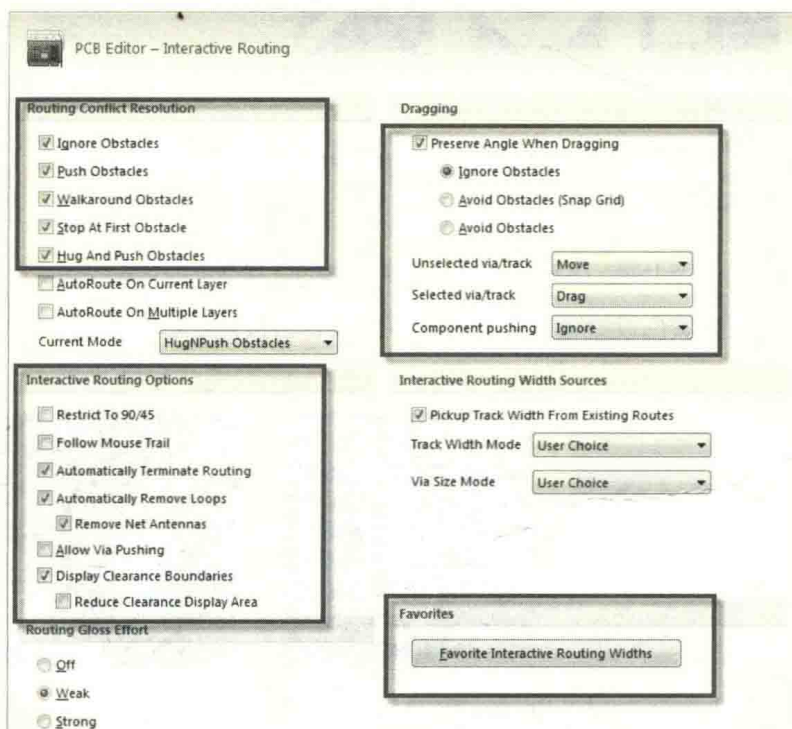 PCB Editor – Interactive Routing
Routing Conflict Resolution
Ignore Obstacles
Push Obstacles
Walkaround Obstacles
Stop At First Obstacle
Hug And Push Obstacles
AutoRoute On Current Layer
AutoRoute On Multiple Layers
Current Mode HugNPush Obstacles
Interactive Routing Options
Restrict To 90/45
Follow Mouse Trail
Automatically Terminate Routing
Automatically Remove Loops
Remove Net Antennas
Allow Via Pushing
Display Clearance Boundaries
Reduce Clearance Display Area
Routing Gloss Effort
Off
Weak
Strong
Dragging
Preserve Angle When Dragging
Ignore Obstacles
Avoid Obstacles (Snap Grid)
Avoid Obstacles
Unselected via/track Move
Selected via/track Drag
Component pushing Ignore
Interactive Routing Width Sources
Pickup Track Width From Existing Routes
Track Width Mode User Choice
Via Size Mode User Choice
Favorites
Favorite Interactive Routing Widths